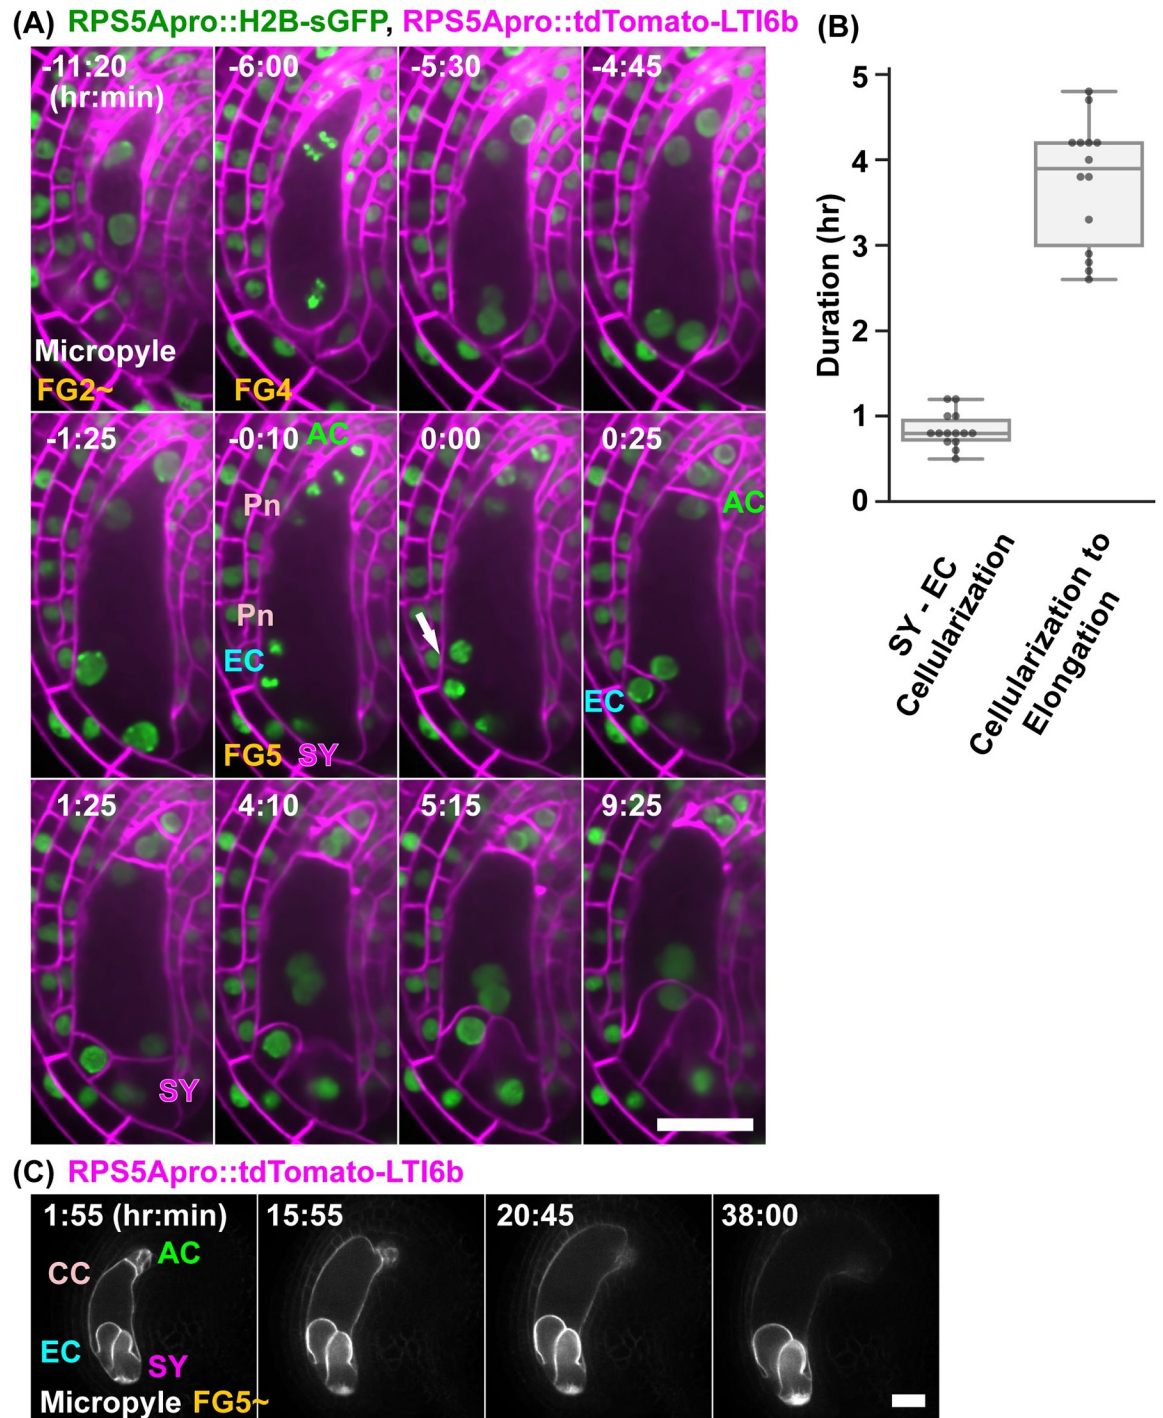 (A) RPS5Apro::H2B-sGFP, RPS5Apro::tdTomato-LTI6b
-11:20
(hr:min)
-6:00
-5:30
-4:45
Micropyle
FG2~
FG4
-1:25
-0:10
AC
0:00
0:25
Pn
AC
Pn
EC
EC
FG5
SY
1:25
4:10
5:15
9:25
SY
(B)
5
4
3
2
1
0
Duration (hr)
SY - EC
Cellularization
Cellularization to
Elongation
(C) RPS5Apro::tdTomato-LTI6b
1:55 (hr:min)
15:55
20:45
38:00
AC
CC
EC
SY
Micropyle FG5~